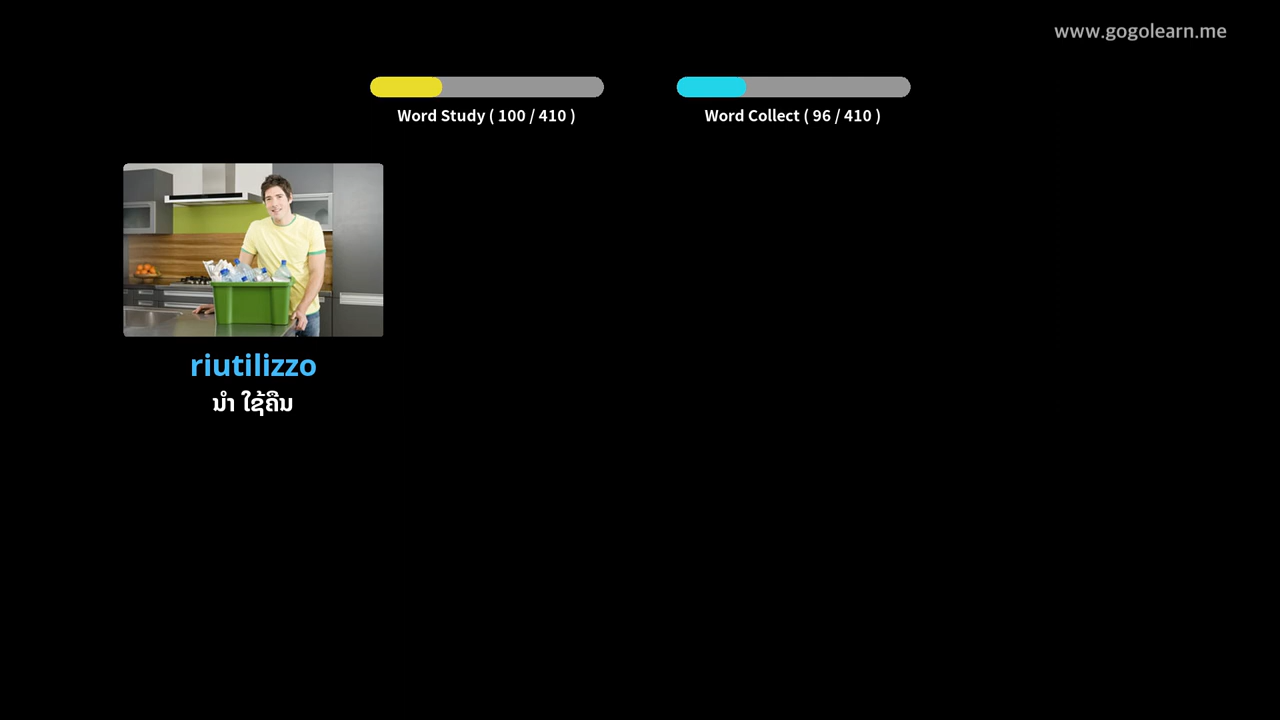 www.gogolearn.me
Word Study ( 100 / 410 )
Word Collect ( 96 / 410 )
riutilizzo
ນຳ ໃຊ້ຄືນ